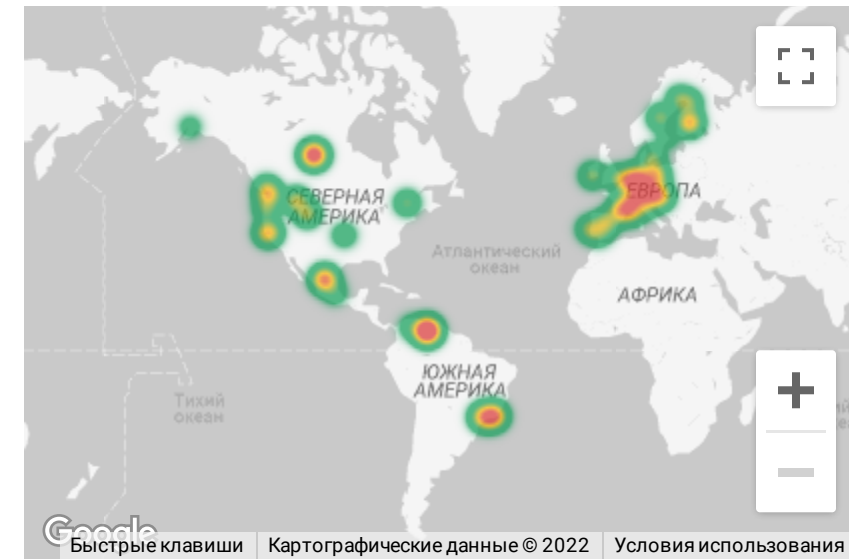 СЕВЕРНАЯ
АМЕРИКА
ЕВРОПА
Атлантический
океан
АФРИКА
ЮЖНАЯ
АМЕРИКА
Тихий
океан
Google
Быстрые клавиши
Картографические данные © 2022
Условия использования